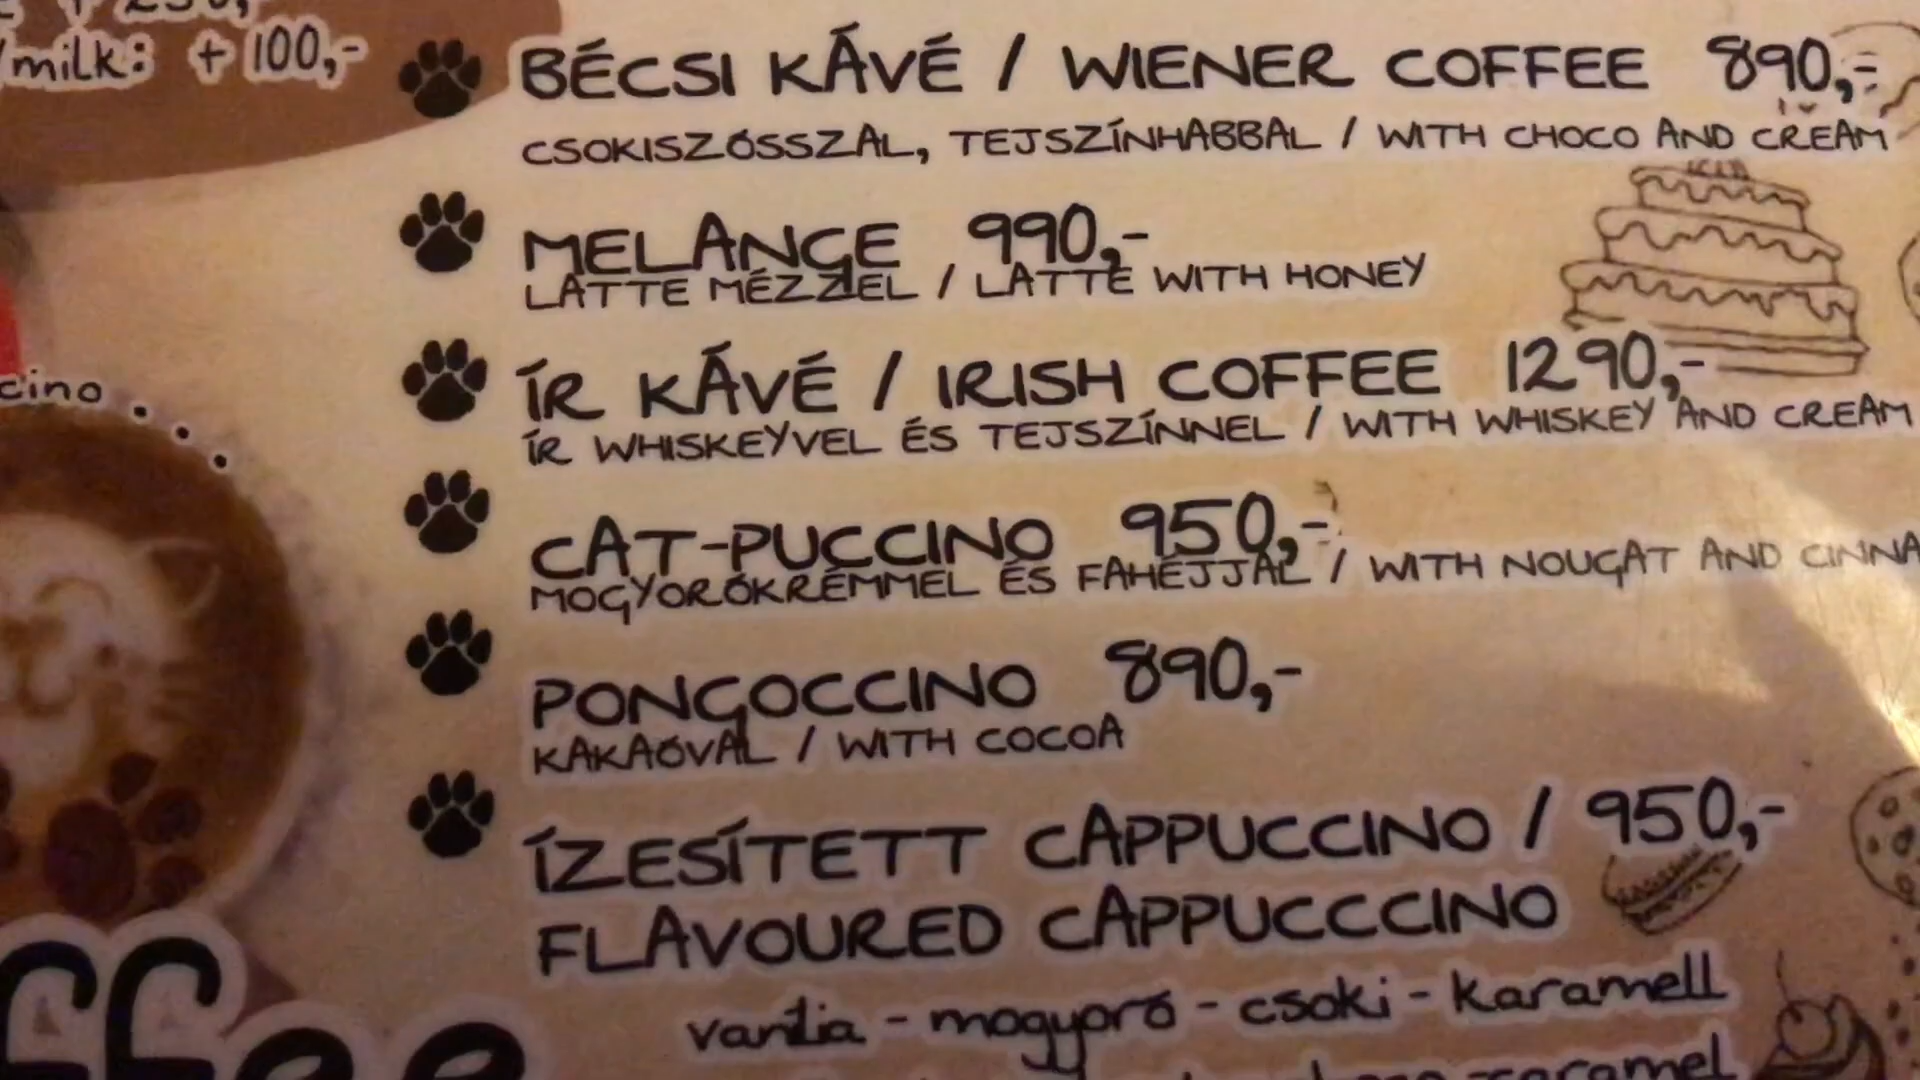 /milk: + 100,-
BÉCSI KÁVÉ / WIENER COFFEE 890,-
CSOKISZÓSSZAL, TEJSZÍNHABBAL / WITH CHOCO AND CREAM
MELANGE 990,-
LATTE MÉZZEL / LATTE WITH HONEY
ÍR KÁVÉ / IRISH COFFEE 1290,-
ÍR WHISKEYVEL ÉS TEJSZÍNNEL / WITH WHISKEY AND CREAM
cino
CAT-PUCCINO 950,-
MOGYORÓKRÉMMEL ÉS FAHÉJJAL / WITH NOUGAT AND CINNA
PONGOCCINO 890,-
KAKAÓVAL / WITH COCOA
ÍZESÍTETT CAPPUCCINO / 950,-
FLAVOURED CAPPUCCCINO
vanília - mogyoró - csoki - karamell
ffee
caramel